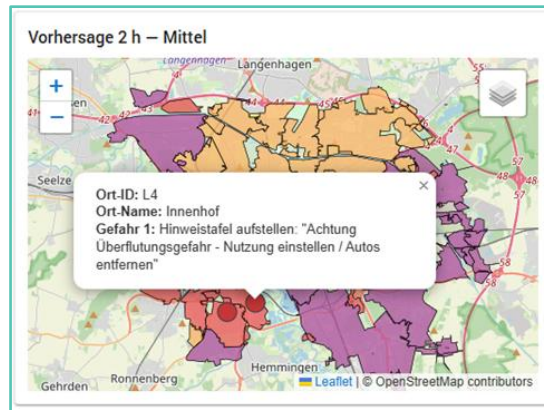 Vorhersage 2 h — Mittel
Langenhagen
Langenhagen
+
−
Seelze
Ort-ID: L4
Ort-Name: Innenhof
Gefahr 1: Hinweistafel aufstellen: "Achtung
Überflutungsgefahr - Nutzung einstellen / Autos
entfernen"
×
Hemmingen
Ronnenberg
Gehrden
Leaflet | © OpenStreetMap contributors